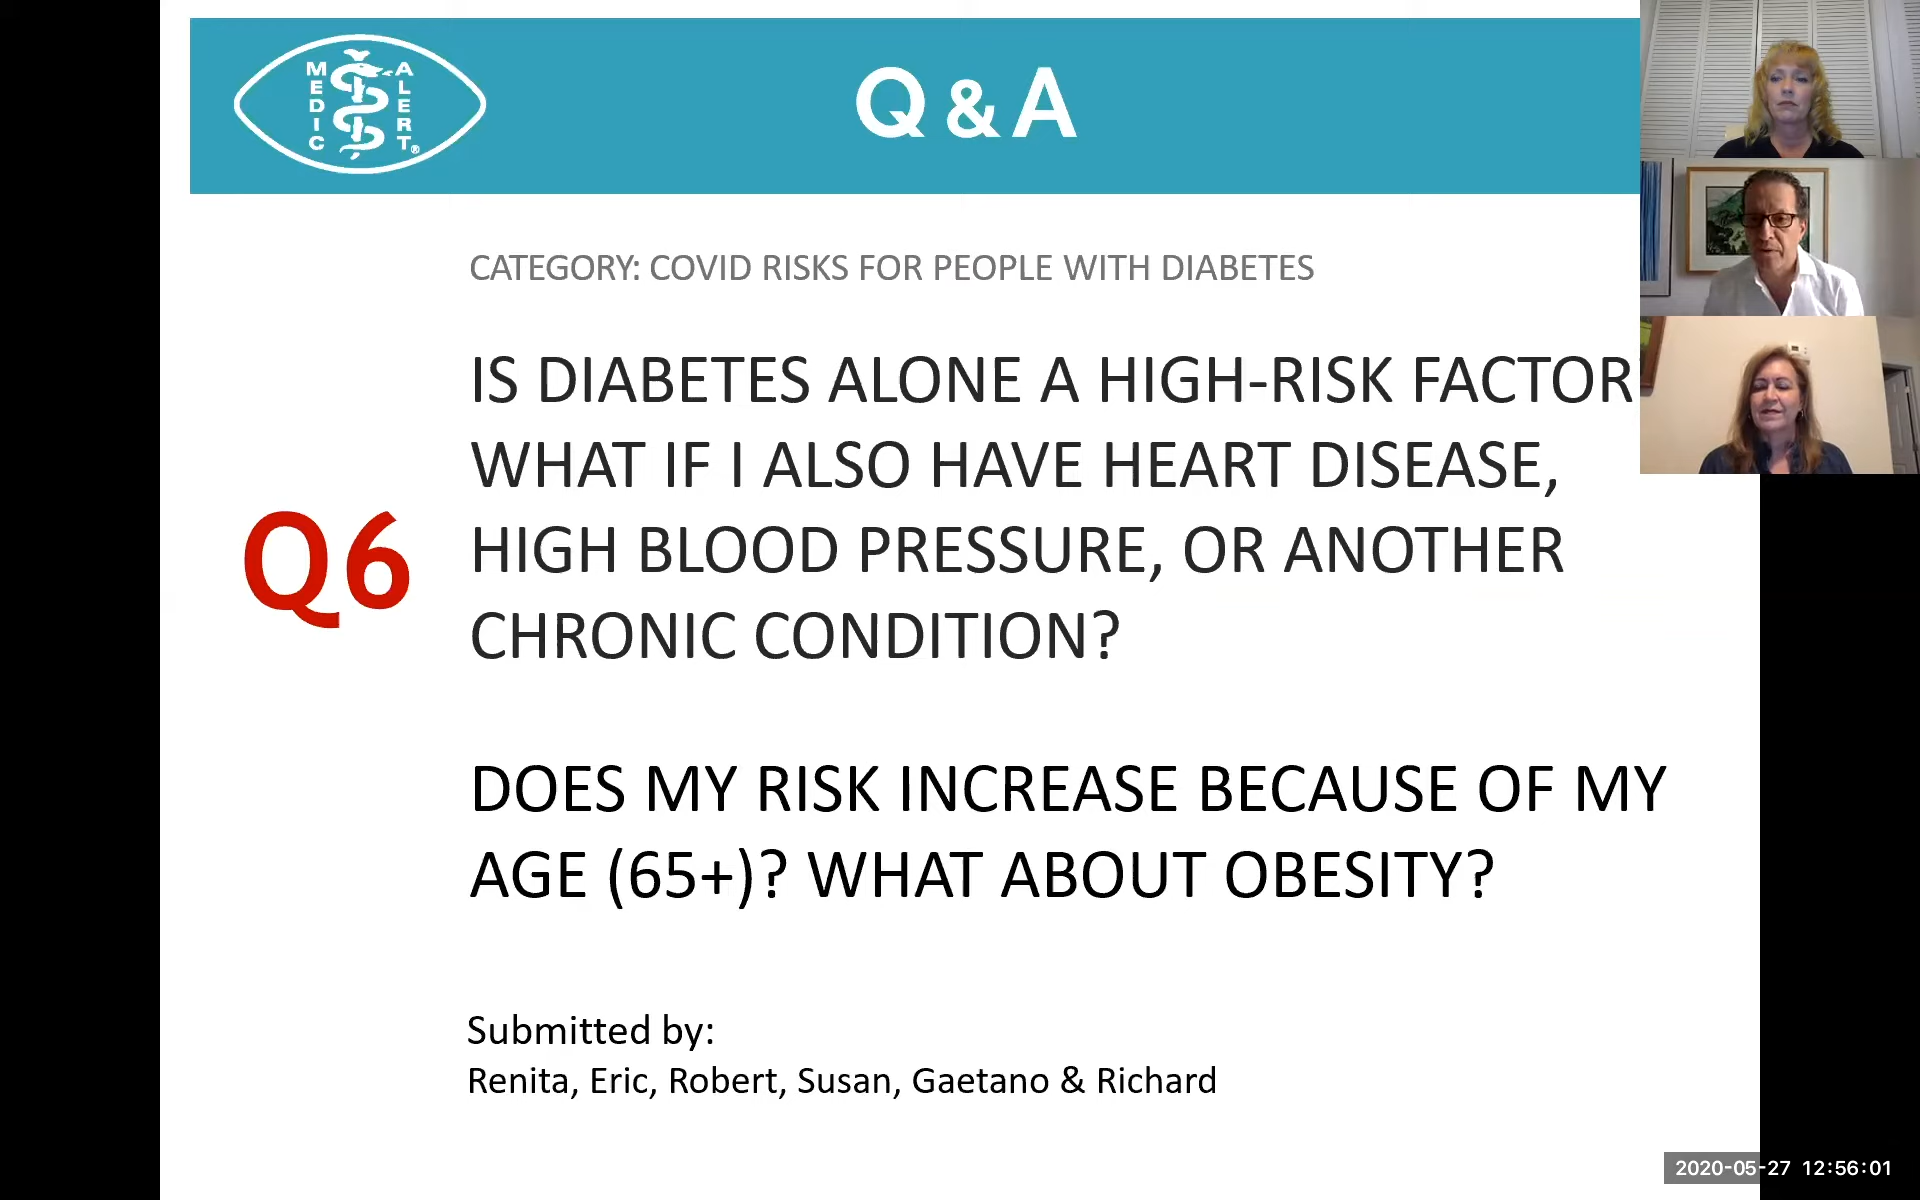 MEDIC ALERT®
Q & A
CATEGORY: COVID RISKS FOR PEOPLE WITH DIABETES
IS DIABETES ALONE A HIGH-RISK FACTOR
WHAT IF I ALSO HAVE HEART DISEASE,
Q6
HIGH BLOOD PRESSURE, OR ANOTHER
CHRONIC CONDITION?
DOES MY RISK INCREASE BECAUSE OF MY
AGE (65+)? WHAT ABOUT OBESITY?
Submitted by:
Renita, Eric, Robert, Susan, Gaetano & Richard
2020-05-27 12:56:01